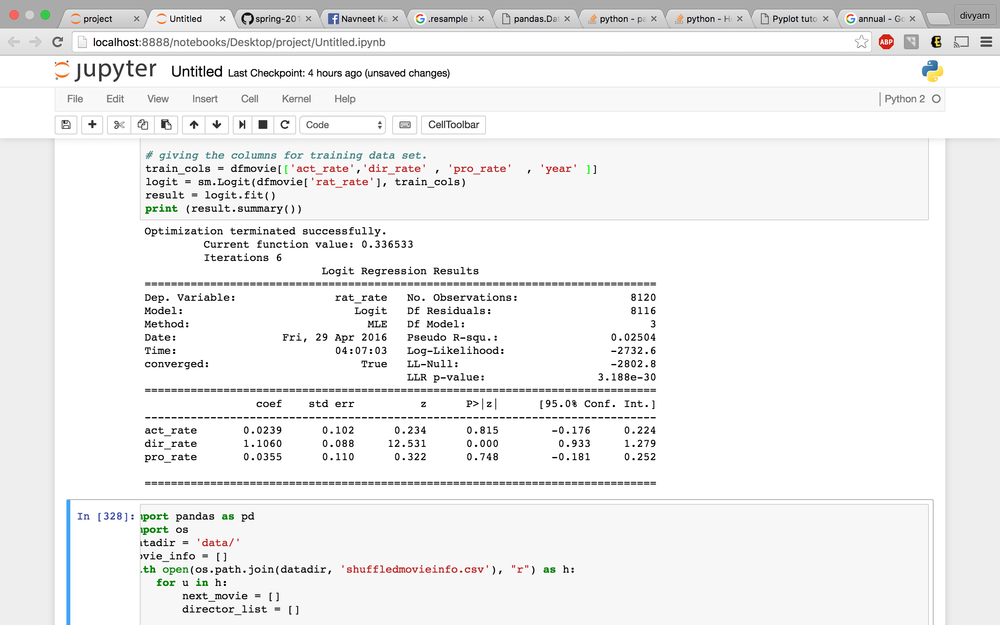 project
Untitled
spring-201
Navneet Ka
.resample b
pandas.Dat
python - pa
python - Ho
Pyplot tuto
annual - Go
divyam
localhost:8888/notebooks/Desktop/project/Untitled.ipynb
ABP
jupyter Untitled Last Checkpoint: 4 hours ago (unsaved changes)
File Edit View Insert Cell Kernel Help Python 2
Code CellToolbar
# giving the columns for training data set.
train_cols = dfmovie[['act_rate','dir_rate' , 'pro_rate'  , 'year' ]]
logit = sm.Logit(dfmovie['rat_rate'], train_cols)
result = logit.fit()
print (result.summary())
Optimization terminated successfully.
Current function value: 0.336533
Iterations 6
Logit Regression Results
==============================================================================
Dep. Variable: rat_rate No. Observations: 8120
Model: Logit Df Residuals: 8116
Method: MLE Df Model: 3
Date: Fri, 29 Apr 2016 Pseudo R-squ.: 0.02504
Time: 04:07:03 Log-Likelihood: -2732.6
converged: True LL-Null: -2802.8
LLR p-value: 3.188e-30
==============================================================================
coef std err z P>|z| [95.0% Conf. Int.]
------------------------------------------------------------------------------
act_rate 0.0239 0.102 0.234 0.815 -0.176 0.224
dir_rate 1.1060 0.088 12.531 0.000 0.933 1.279
pro_rate 0.0355 0.110 0.322 0.748 -0.181 0.252
==============================================================================
In [328]:
mport pandas as pd
mport os
atadir = 'data/'
ovie_info = []
ith open(os.path.join(datadir, 'shuffledmovieinfo.csv'), "r") as h:
for u in h:
next_movie = []
director_list = []